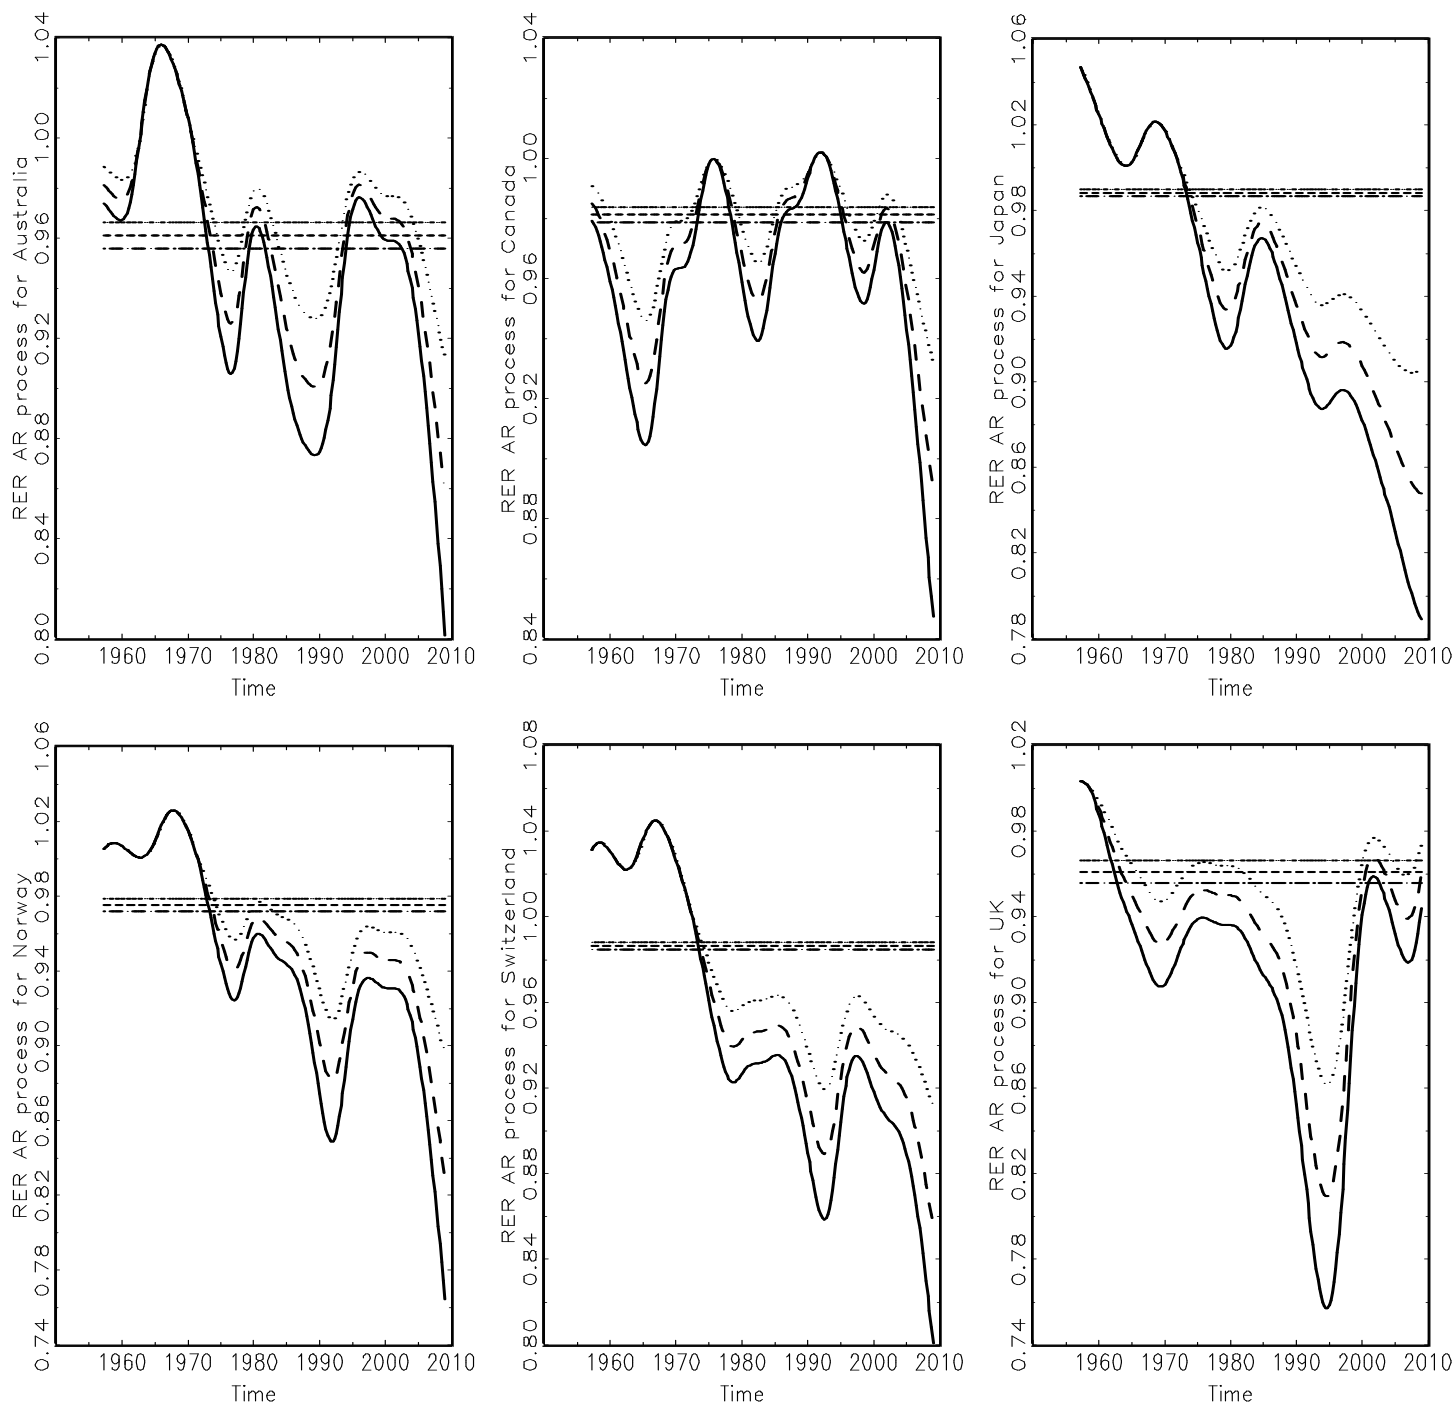 RER AR process for Australia
1.04
1.00
0.96
0.92
0.88
0.84
0.80
1960 1970 1980 1990 2000 2010
Time
RER AR process for Canada
1.04
1.00
0.96
0.92
0.88
0.84
1960 1970 1980 1990 2000 2010
Time
RER AR process for Japan
1.06
1.02
0.98
0.94
0.90
0.86
0.82
0.78
1960 1970 1980 1990 2000 2010
Time
RER AR process for Norway
1.06
1.02
0.98
0.94
0.90
0.86
0.82
0.78
0.74
1960 1970 1980 1990 2000 2010
Time
RER AR process for Switzerland
1.08
1.04
1.00
0.96
0.92
0.88
0.84
0.80
1960 1970 1980 1990 2000 2010
Time
RER AR process for UK
1.02
0.98
0.94
0.90
0.86
0.82
0.78
0.74
1960 1970 1980 1990 2000 2010
Time